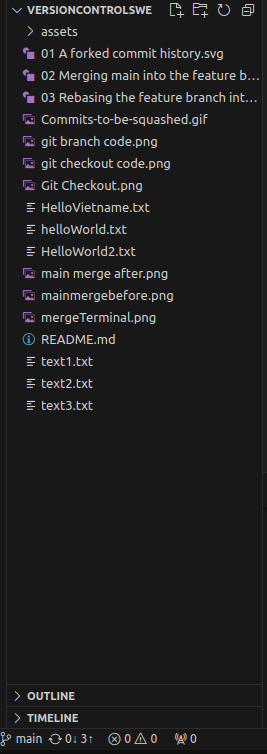 VERSIONCONTROLSWE
assets
01 A forked commit history.svg
02 Merging main into the feature b...
03 Rebasing the feature branch int...
Commits-to-be-squashed.gif
git branch code.png
git checkout code.png
Git Checkout.png
HelloVietname.txt
helloWorld.txt
HelloWorld2.txt
main merge after.png
mainmergebefore.png
mergeTerminal.png
README.md
text1.txt
text2.txt
text3.txt
OUTLINE
TIMELINE
main 0↓ 3↑ 0 0 0